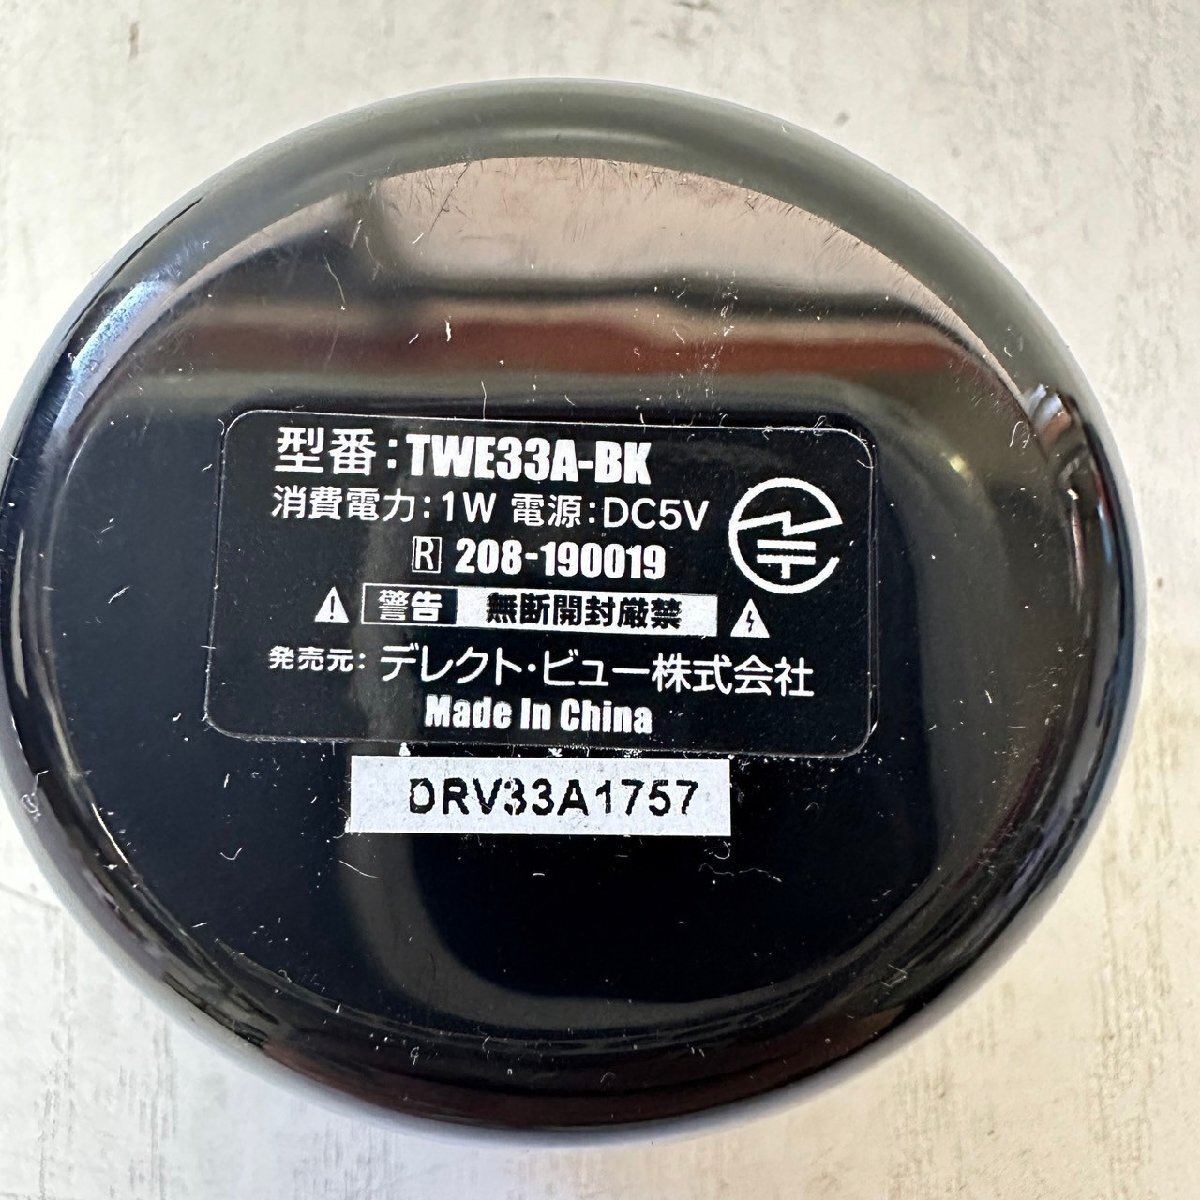 型番:TWE33A-BK
消費電力:1W 電源:DC5V
R 208-190019
警告 無断開封厳禁
発売元:デレクト・ビュー株式会社
Made In China
DRV33A1757